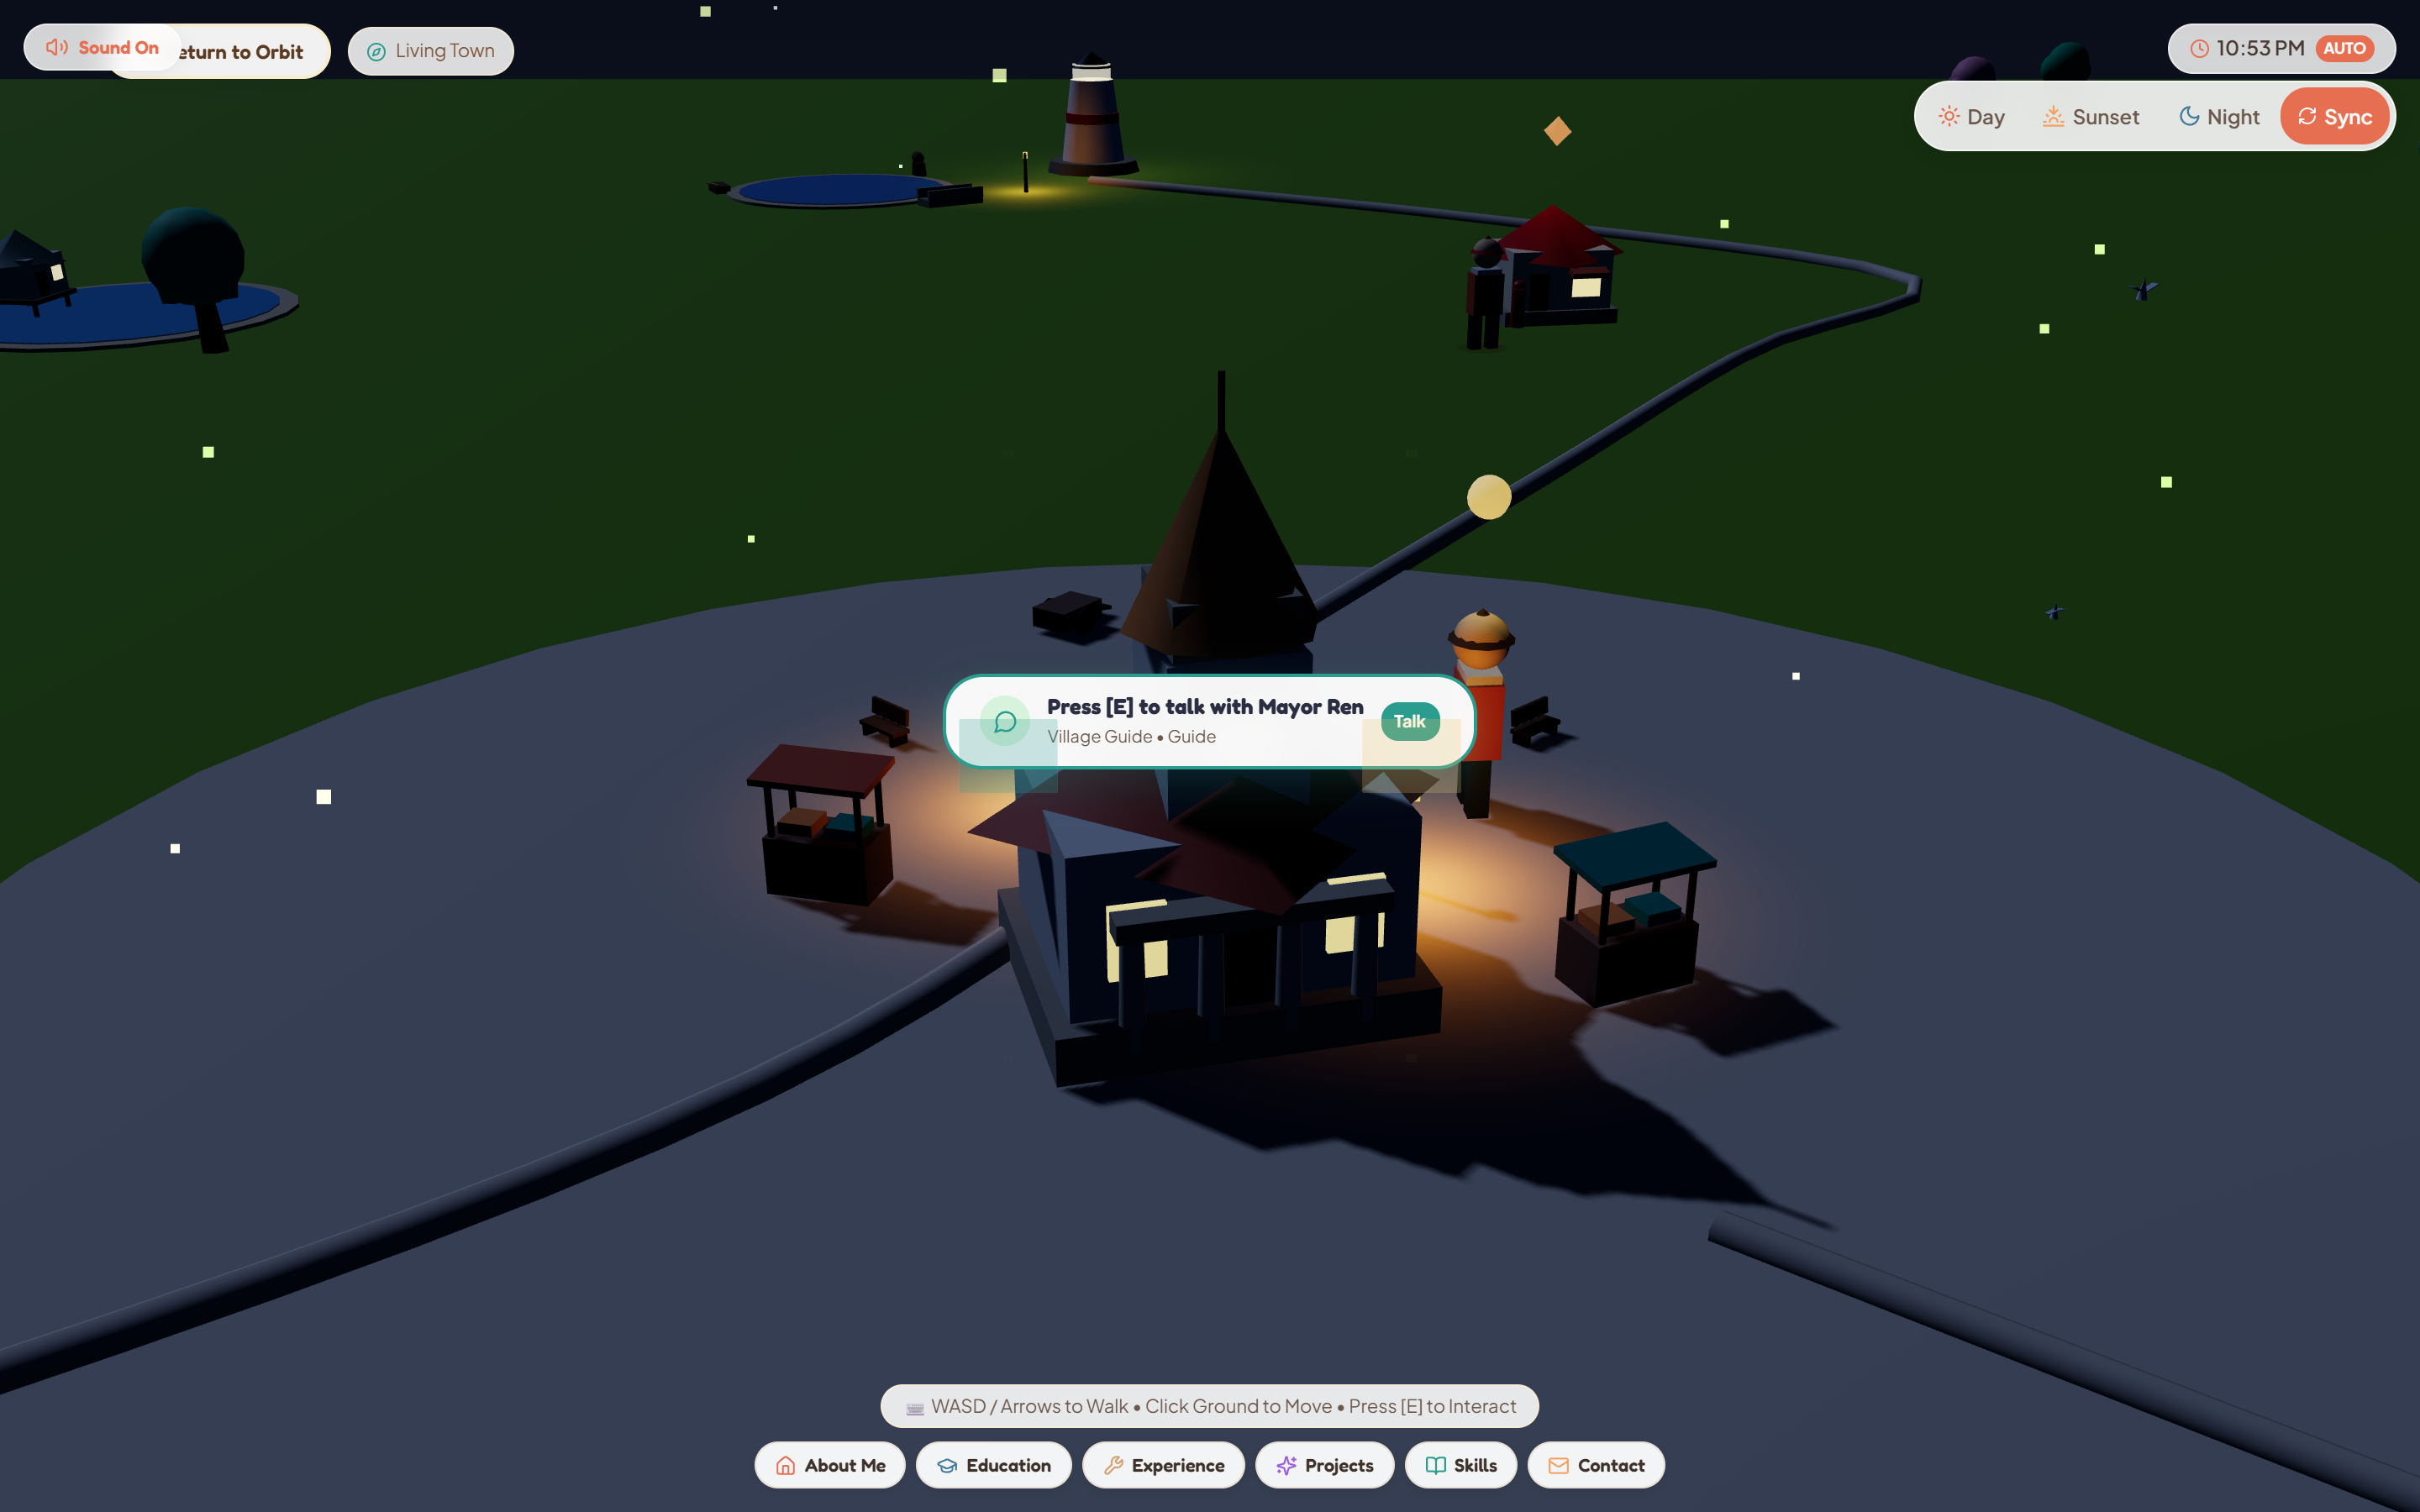 Sound On
eturn to Orbit
Living Town
10:53 PM AUTO
Day Sunset Night Sync
Press [E] to talk with Mayor Ren
Village Guide • Guide
Talk
WASD / Arrows to Walk • Click Ground to Move • Press [E] to Interact
About Me Education Experience Projects Skills Contact